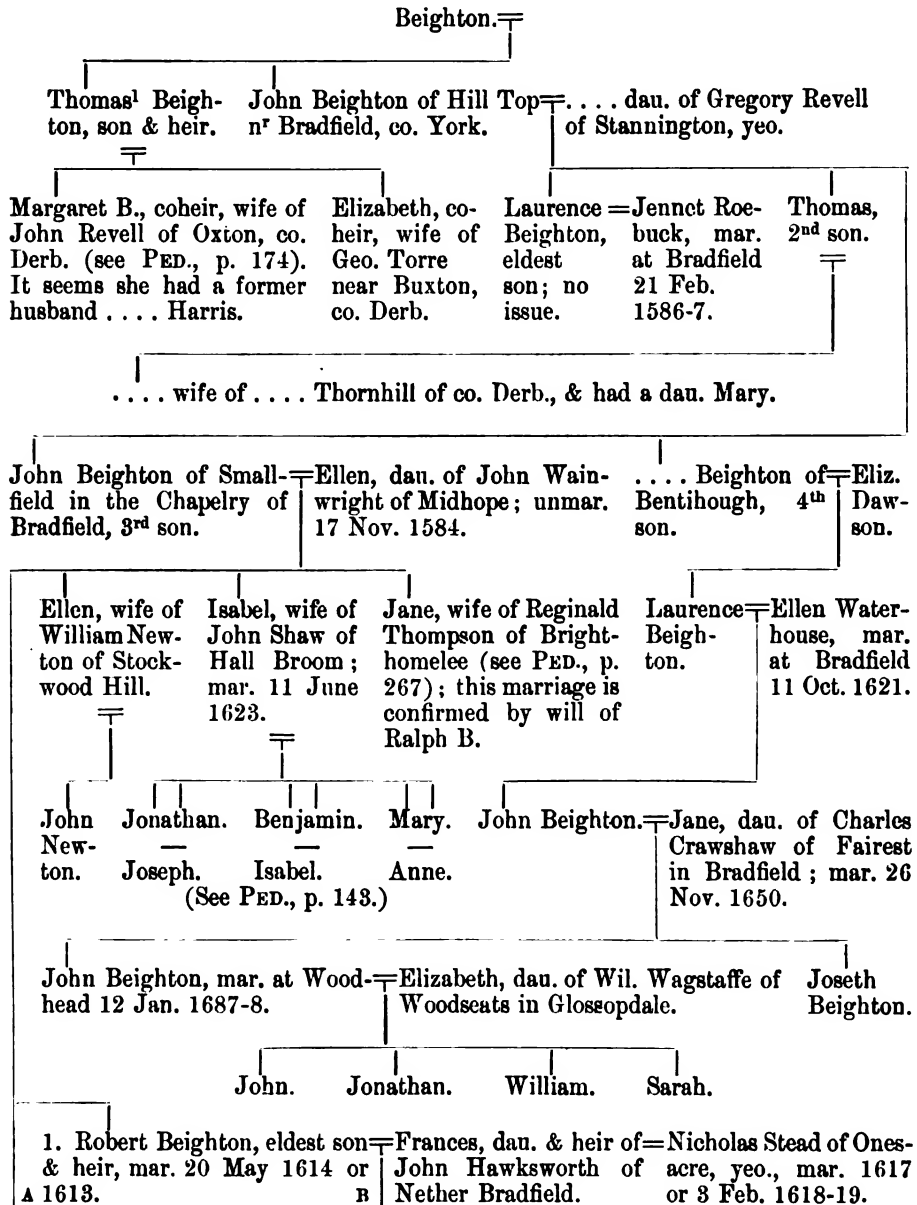 Beighton.
Thomas¹ Beigh-
ton, son & heir.
John Beighton of Hill Top
nʳ Bradfield, co. York.
. . . . dau. of Gregory Revell
of Stannington, yeo.
Margaret B., coheir, wife of
John Revell of Oxton, co.
Derb. (see PED., p. 174).
It seems she had a former
husband . . . . Harris.
Elizabeth, co-
heir, wife of
Geo. Torre
near Buxton,
co. Derb.
Laurence
Beighton,
eldest
son; no
issue.
=Jennet Roe-
buck, mar.
at Bradfield
21 Feb.
1586-7.
Thomas,
2ⁿᵈ son.
. . . . wife of . . . . Thornhill of co. Derb., & had a dau. Mary.
John Beighton of Small-
field in the Chapelry of
Bradfield, 3ʳᵈ son.
Ellen, dau. of John Wain-
wright of Midhope; unmar.
17 Nov. 1584.
. . . . Beighton of
Bentihough, 4ᵗʰ
son.
Eliz.
Daw-
son.
Ellen, wife of
William New-
ton of Stock-
wood Hill.
Isabel, wife of
John Shaw of
Hall Broom;
mar. 11 June
1623.
Jane, wife of Reginald
Thompson of Bright-
homelee (see PED., p.
267); this marriage is
confirmed by will of
Ralph B.
Laurence
Beigh-
ton.
Ellen Water-
house, mar.
at Bradfield
11 Oct. 1621.
John
New-
ton.
Jonathan.
—
Joseph.
Benjamin.
—
Isabel.
Mary.
—
Anne.
(See PED., p. 143.)
John Beighton.
Jane, dau. of Charles
Crawshaw of Fairest
in Bradfield; mar. 26
Nov. 1650.
John Beighton, mar. at Wood-
head 12 Jan. 1687-8.
Elizabeth, dau. of Wil. Wagstaffe of
Woodseats in Glossopdale.
Joseth
Beighton.
John.
Jonathan.
William.
Sarah.
1. Robert Beighton, eldest son
& heir, mar. 20 May 1614 or
A 1613.
B
Frances, dau. & heir of
John Hawksworth of
Nether Bradfield.
=Nicholas Stead of Ones-
acre, yeo., mar. 1617
or 3 Feb. 1618-19.